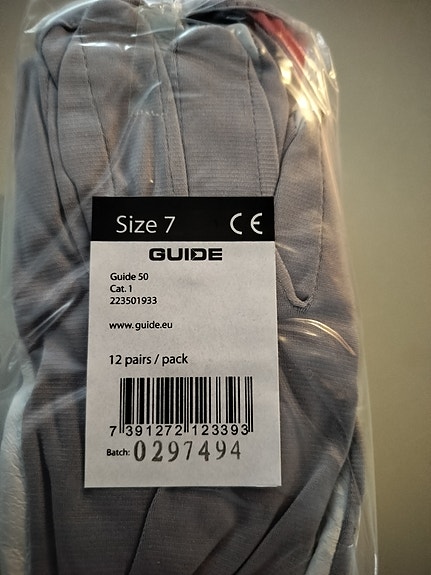 Size 7 CE
GUIDE
Guide 50
Cat. 1
223501933
www.guide.eu
12 pairs / pack
7 391272 123393
Batch: 0297494